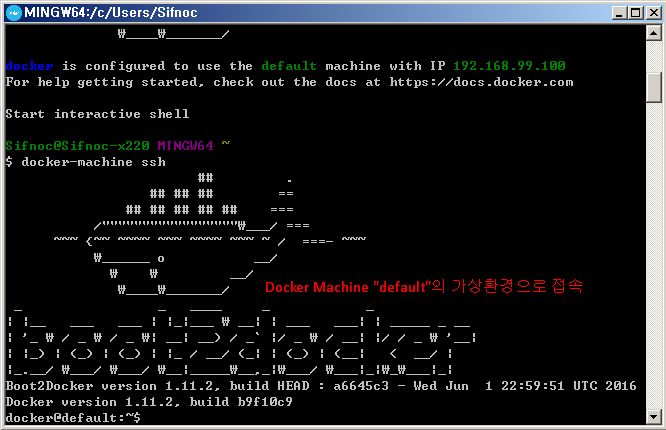 MINGW64:/c/Users/Sifnoc
docker is configured to use the default machine with IP 192.168.99.100
For help getting started, check out the docs at https://docs.docker.com
Start interactive shell
Sifnoc@Sifnoc-x220 MINGW64 ~
$ docker-machine ssh
Docker Machine "default"의 가상환경으로 접속
boot2docker
Boot2Docker version 1.11.2, build HEAD : a6645c3 - Wed Jun  1 22:59:51 UTC 2016
Docker version 1.11.2, build b9f10c9
docker@default:~$